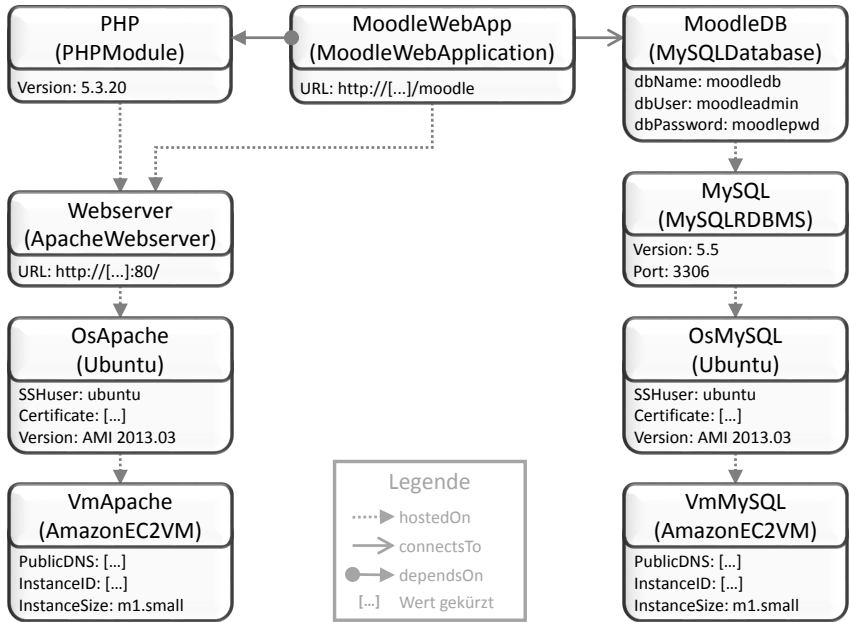 PHP
(PHPModule)
Version: 5.3.20
MoodleWebApp
(MoodleWebApplication)
URL: http://[...]/moodle
MoodleDB
(MySQLDatabase)
dbName: moodledb
dbUser: moodleadmin
dbPassword: moodlepwd
Webserver
(ApacheWebserver)
URL: http://[...]:80/
MySQL
(MySQLRDBMS)
Version: 5.5
Port: 3306
OsApache
(Ubuntu)
SSHuser: ubuntu
Certificate: [...]
Version: AMI 2013.03
OsMySQL
(Ubuntu)
SSHuser: ubuntu
Certificate: [...]
Version: AMI 2013.03
VmApache
(AmazonEC2VM)
PublicDNS: [...]
InstanceID: [...]
InstanceSize: m1.small
Legende
hostedOn
connectsTo
dependsOn
[...] Wert gekürzt
VmMySQL
(AmazonEC2VM)
PublicDNS: [...]
InstanceID: [...]
InstanceSize: m1.small